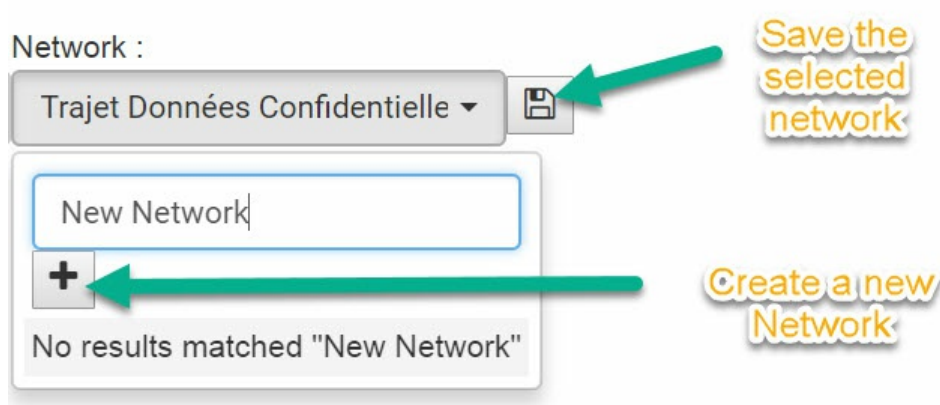 Network :
Trajet Données Confidentielle
New Network
No results matched "New Network"
Save the
selected
network
Create a new
Network